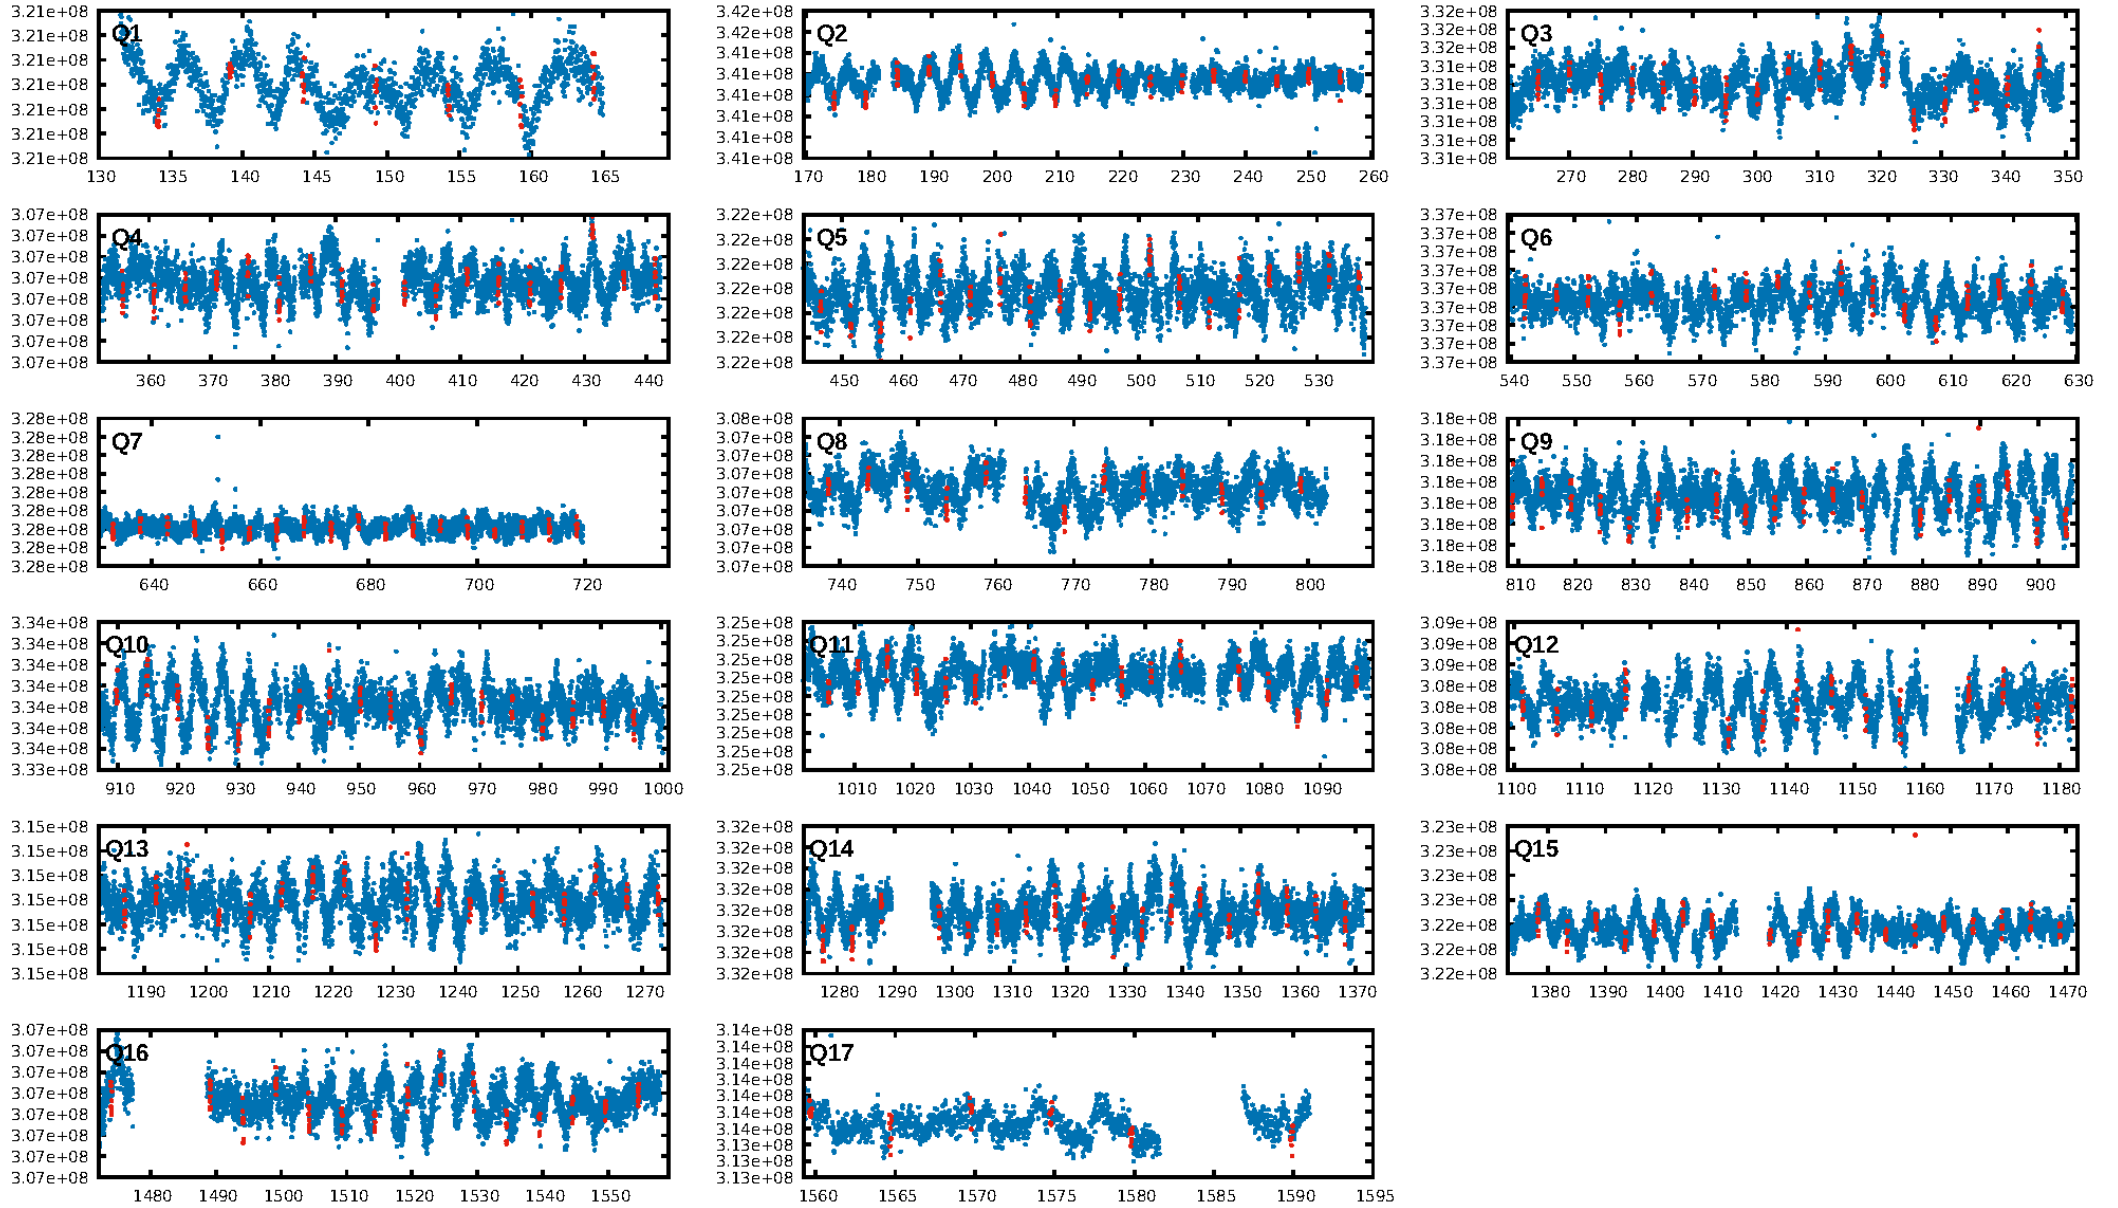 3.21e+08 3.21e+08 3.21e+08 3.21e+08 3.21e+08 3.21e+08 3.21e+08
Q1
130 135 140 145 150 155 160 165
3.42e+08 3.42e+08 3.41e+08 3.41e+08 3.41e+08 3.41e+08 3.41e+08 3.41e+08
Q2
170 180 190 200 210 220 230 240 250 260
3.32e+08 3.32e+08 3.31e+08 3.31e+08 3.31e+08 3.31e+08 3.31e+08 3.31e+08 3.31e+08
Q3
270 280 290 300 310 320 330 340 350
3.07e+08 3.07e+08 3.07e+08 3.07e+08 3.07e+08 3.07e+08 3.07e+08 3.07e+08
Q4
360 370 380 390 400 410 420 430 440
3.22e+08 3.22e+08 3.22e+08 3.22e+08 3.22e+08 3.22e+08 3.22e+08
Q5
450 460 470 480 490 500 510 520 530
3.37e+08 3.37e+08 3.37e+08 3.37e+08 3.37e+08 3.37e+08 3.37e+08 3.37e+08 3.37e+08
Q6
540 550 560 570 580 590 600 610 620 630
3.28e+08 3.28e+08 3.28e+08 3.28e+08 3.28e+08 3.28e+08 3.28e+08 3.28e+08 3.28e+08
Q7
640 660 680 700 720
3.08e+08 3.07e+08 3.07e+08 3.07e+08 3.07e+08 3.07e+08 3.07e+08 3.07e+08 3.07e+08
Q8
740 750 760 770 780 790 800
3.18e+08 3.18e+08 3.18e+08 3.18e+08 3.18e+08 3.18e+08 3.18e+08 3.18e+08
Q9
810 820 830 840 850 860 870 880 890 900
3.34e+08 3.34e+08 3.34e+08 3.34e+08 3.34e+08 3.34e+08 3.34e+08 3.33e+08
Q10
910 920 930 940 950 960 970 980 990 1000
3.25e+08 3.25e+08 3.25e+08 3.25e+08 3.25e+08 3.25e+08 3.25e+08 3.25e+08 3.25e+08
Q11
1010 1020 1030 1040 1050 1060 1070 1080 1090
3.09e+08 3.09e+08 3.09e+08 3.08e+08 3.08e+08 3.08e+08 3.08e+08 3.08e+08
Q12
1100 1110 1120 1130 1140 1150 1160 1170 1180
3.15e+08 3.15e+08 3.15e+08 3.15e+08 3.15e+08 3.15e+08 3.15e+08
Q13
1190 1200 1210 1220 1230 1240 1250 1260 1270
3.32e+08 3.32e+08 3.32e+08 3.32e+08 3.32e+08 3.32e+08 3.32e+08 3.32e+08
Q14
1280 1290 1300 1310 1320 1330 1340 1350 1360 1370
3.23e+08 3.23e+08 3.23e+08 3.23e+08 3.22e+08 3.22e+08 3.22e+08
Q15
1380 1390 1400 1410 1420 1430 1440 1450 1460 1470
3.07e+08 3.07e+08 3.07e+08 3.07e+08 3.07e+08 3.07e+08 3.07e+08 3.07e+08
Q16
1480 1490 1500 1510 1520 1530 1540 1550
3.14e+08 3.14e+08 3.14e+08 3.14e+08 3.14e+08 3.14e+08 3.14e+08 3.13e+08 3.13e+08 3.13e+08
Q17
1560 1565 1570 1575 1580 1585 1590 1595